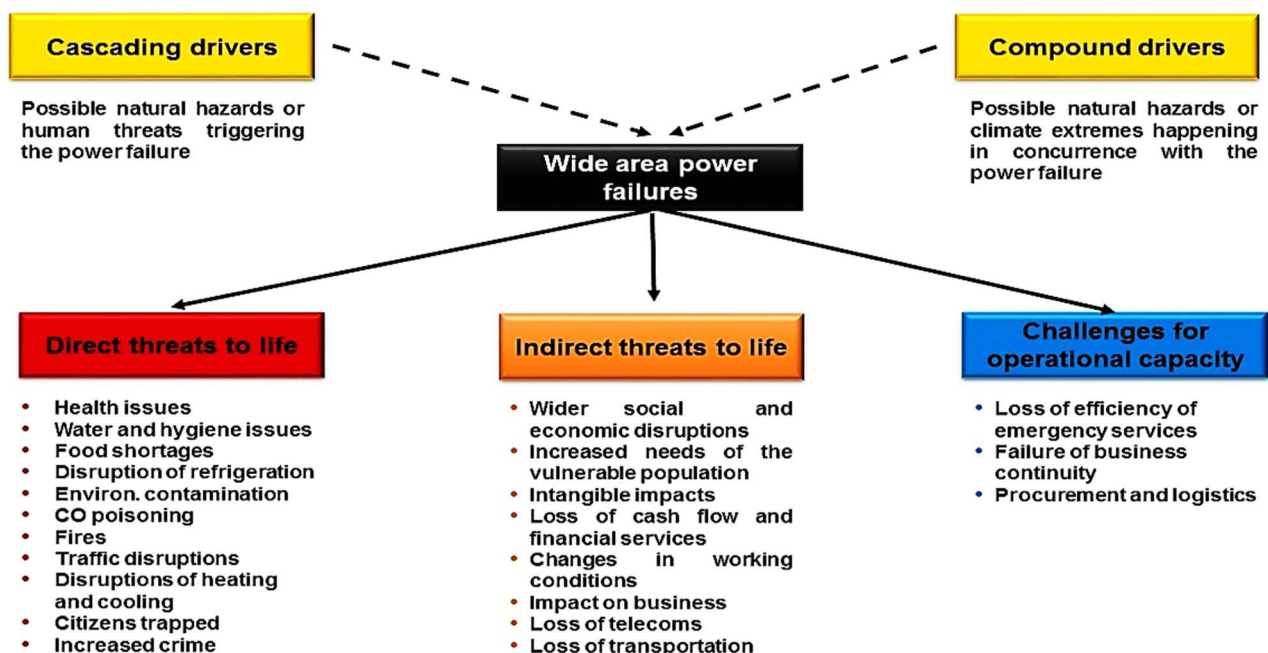 Cascading drivers
Possible natural hazards or
human threats triggering
the power failure
Compound drivers
Possible natural hazards or
climate extremes happening
in concurrence with the
power failure
Wide area power
failures
Direct threats to life
• Health issues
• Water and hygiene issues
• Food shortages
• Disruption of refrigeration
• Environ. contamination
• CO poisoning
• Fires
• Traffic disruptions
• Disruptions of heating
and cooling
• Citizens trapped
• Increased crime
Indirect threats to life
• Wider social and
economic disruptions
• Increased needs of the
vulnerable population
• Intangible impacts
• Loss of cash flow and
financial services
• Changes in working
conditions
• Impact on business
• Loss of telecoms
• Loss of transportation
Challenges for
operational capacity
• Loss of efficiency of
emergency services
• Failure of business
continuity
• Procurement and logistics